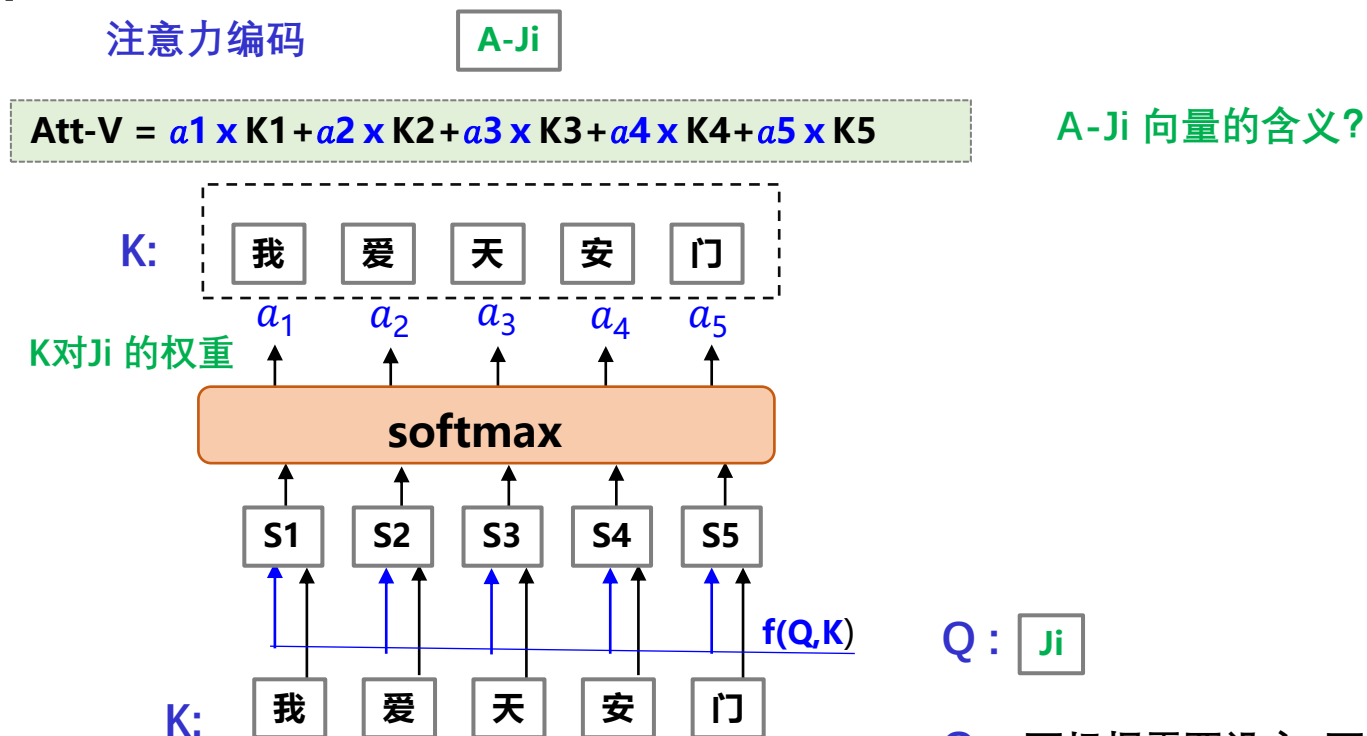 注意力编码 A-Ji
Att-V = a1 x K1+a2 x K2+a3 x K3+a4 x K4+a5 x K5
A-Ji 向量的含义?
K: 我 爱 天 安 门
a1 a2 a3 a4 a5
K对Ji 的权重
softmax
S1 S2 S3 S4 S5
f(Q,K)
Q : Ji
K: 我 爱 天 安 门